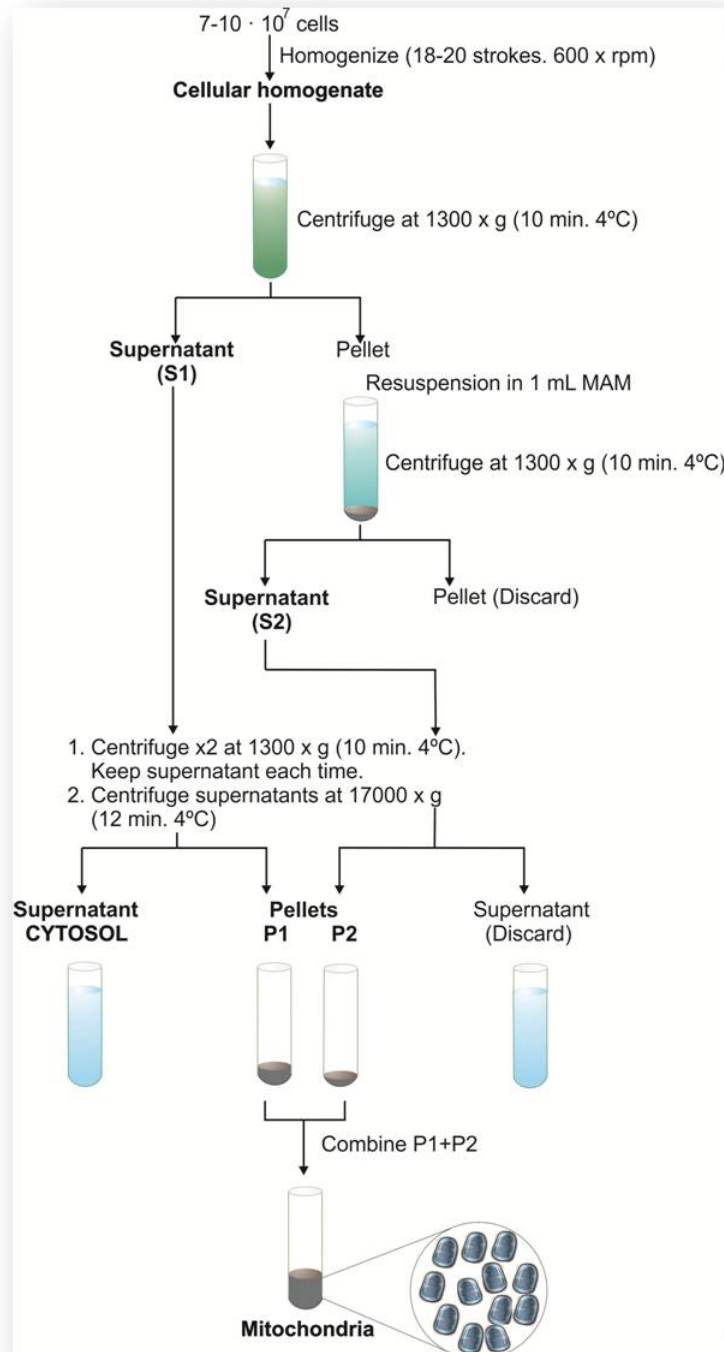 7-10 · 10⁷ cells
Homogenize (18-20 strokes. 600 x rpm)
Cellular homogenate
Centrifuge at 1300 x g (10 min. 4ºC)
Supernatant
(S1)
Pellet
Resuspension in 1 mL MAM
Centrifuge at 1300 x g (10 min. 4ºC)
Supernatant
(S2)
Pellet (Discard)
1. Centrifuge x2 at 1300 x g (10 min. 4ºC).
Keep supernatant each time.
2. Centrifuge supernatants at 17000 x g
(12 min. 4ºC)
Supernatant
CYTOSOL
Pellets
P1 P2
Supernatant
(Discard)
Combine P1+P2
Mitochondria